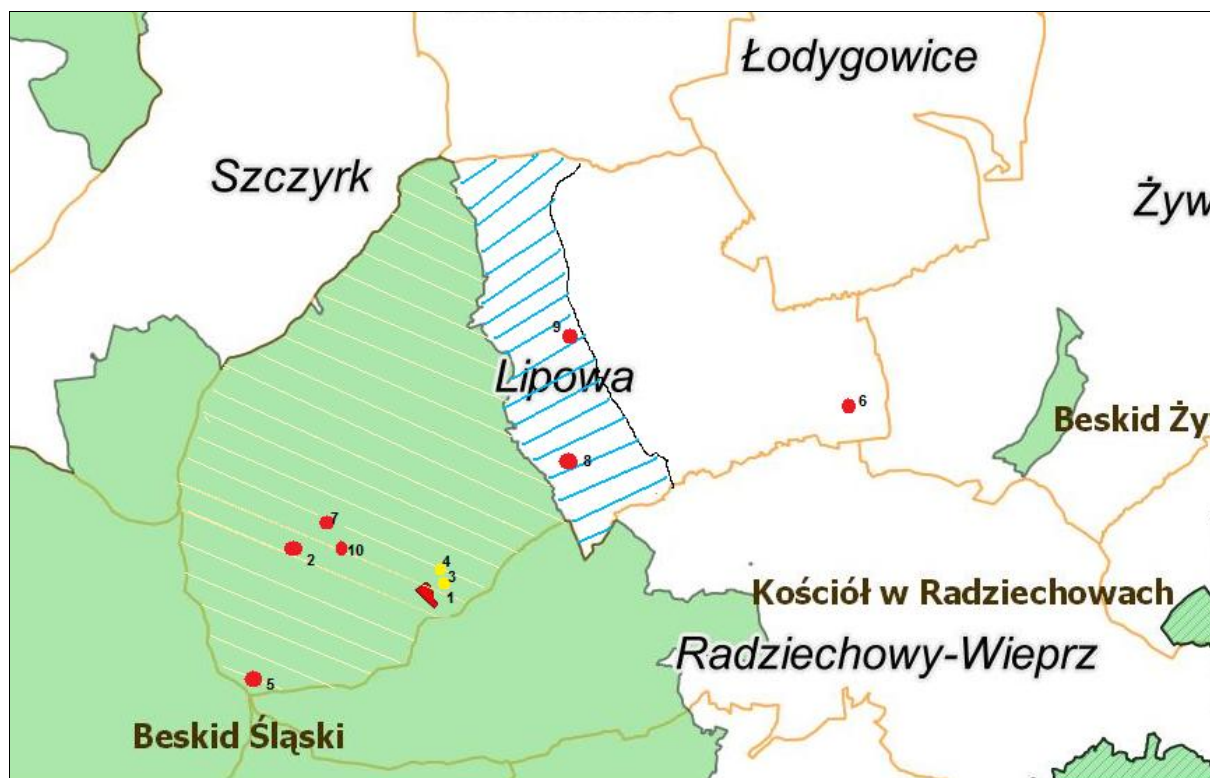 Łodygowice
Szczyrk
Żyw
9
Lipowa
6
Beskid Ży
8
7
2
10
4
3
1
Kościół w Radziechowach
Radziechowy-Wieprz
5
Beskid Śląski